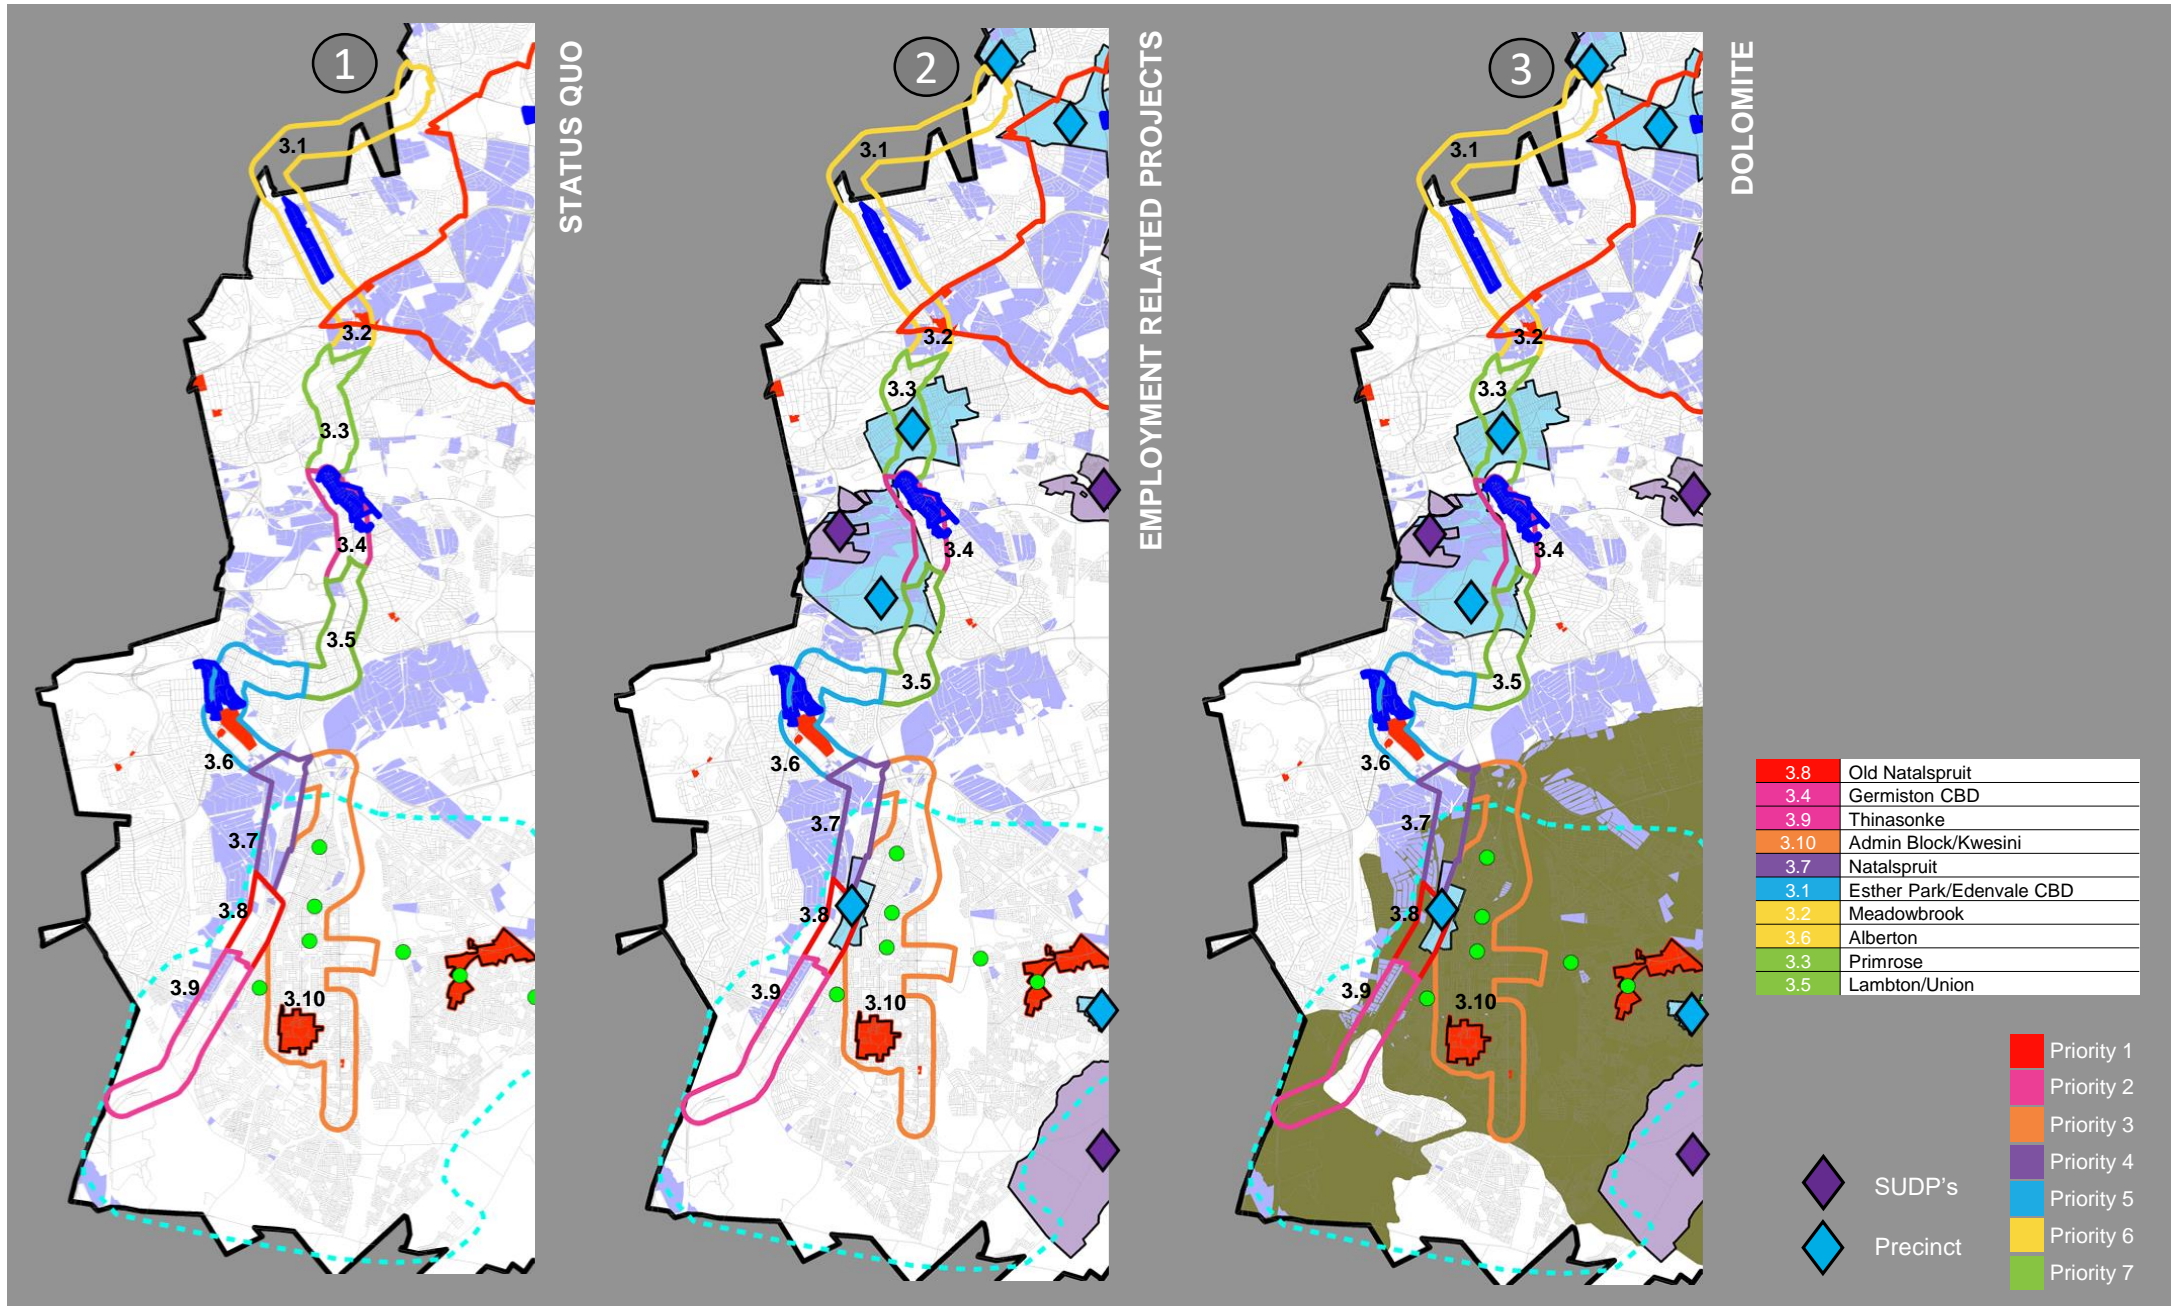 1
STATUS QUO
3.1
3.2
3.3
3.4
3.5
3.6
3.7
3.8
3.9
3.10
2
EMPLOYMENT RELATED PROJECTS
3.1
3.2
3.3
3.4
3.5
3.6
3.7
3.8
3.9
3.10
3
DOLOMITE
3.1
3.2
3.3
3.4
3.5
3.6
3.7
3.8
3.9
3.10
3.8 Old Natalspruit
3.4 Germiston CBD
3.9 Thinasonke
3.10 Admin Block/Kwesini
3.7 Natalspruit
3.1 Esther Park/Edenvale CBD
3.2 Meadowbrook
3.6 Alberton
3.3 Primrose
3.5 Lambton/Union
SUDP's
Precinct
Priority 1
Priority 2
Priority 3
Priority 4
Priority 5
Priority 6
Priority 7